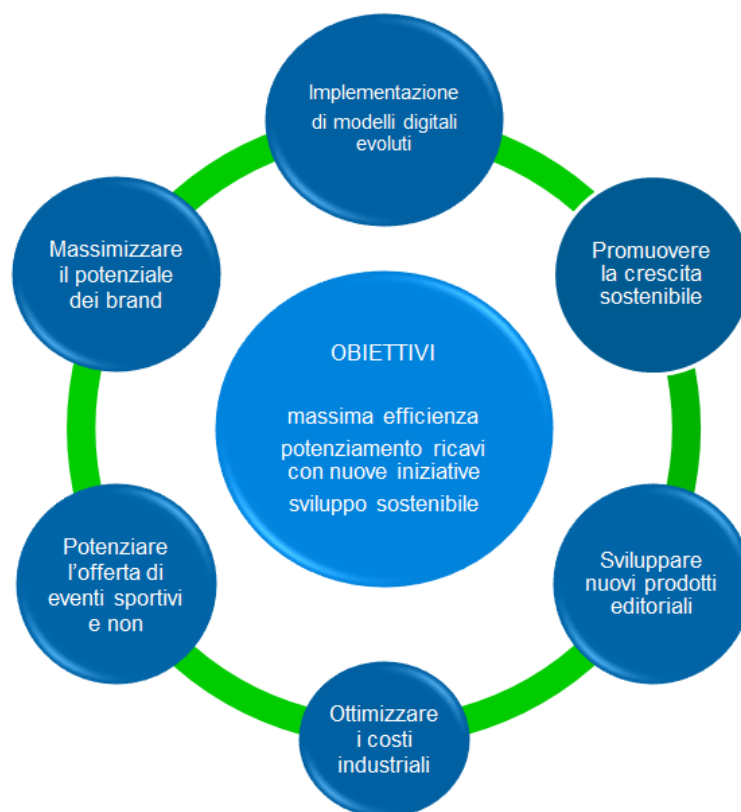 Implementazione
di modelli digitali
evoluti
Promuovere
la crescita
sostenibile
Sviluppare
nuovi prodotti
editoriali
Ottimizzare
i costi
industriali
Potenziare
l’offerta di
eventi sportivi
e non
Massimizzare
il potenziale
dei brand
OBIETTIVI
massima efficienza
potenziamento ricavi
con nuove iniziative
sviluppo sostenibile